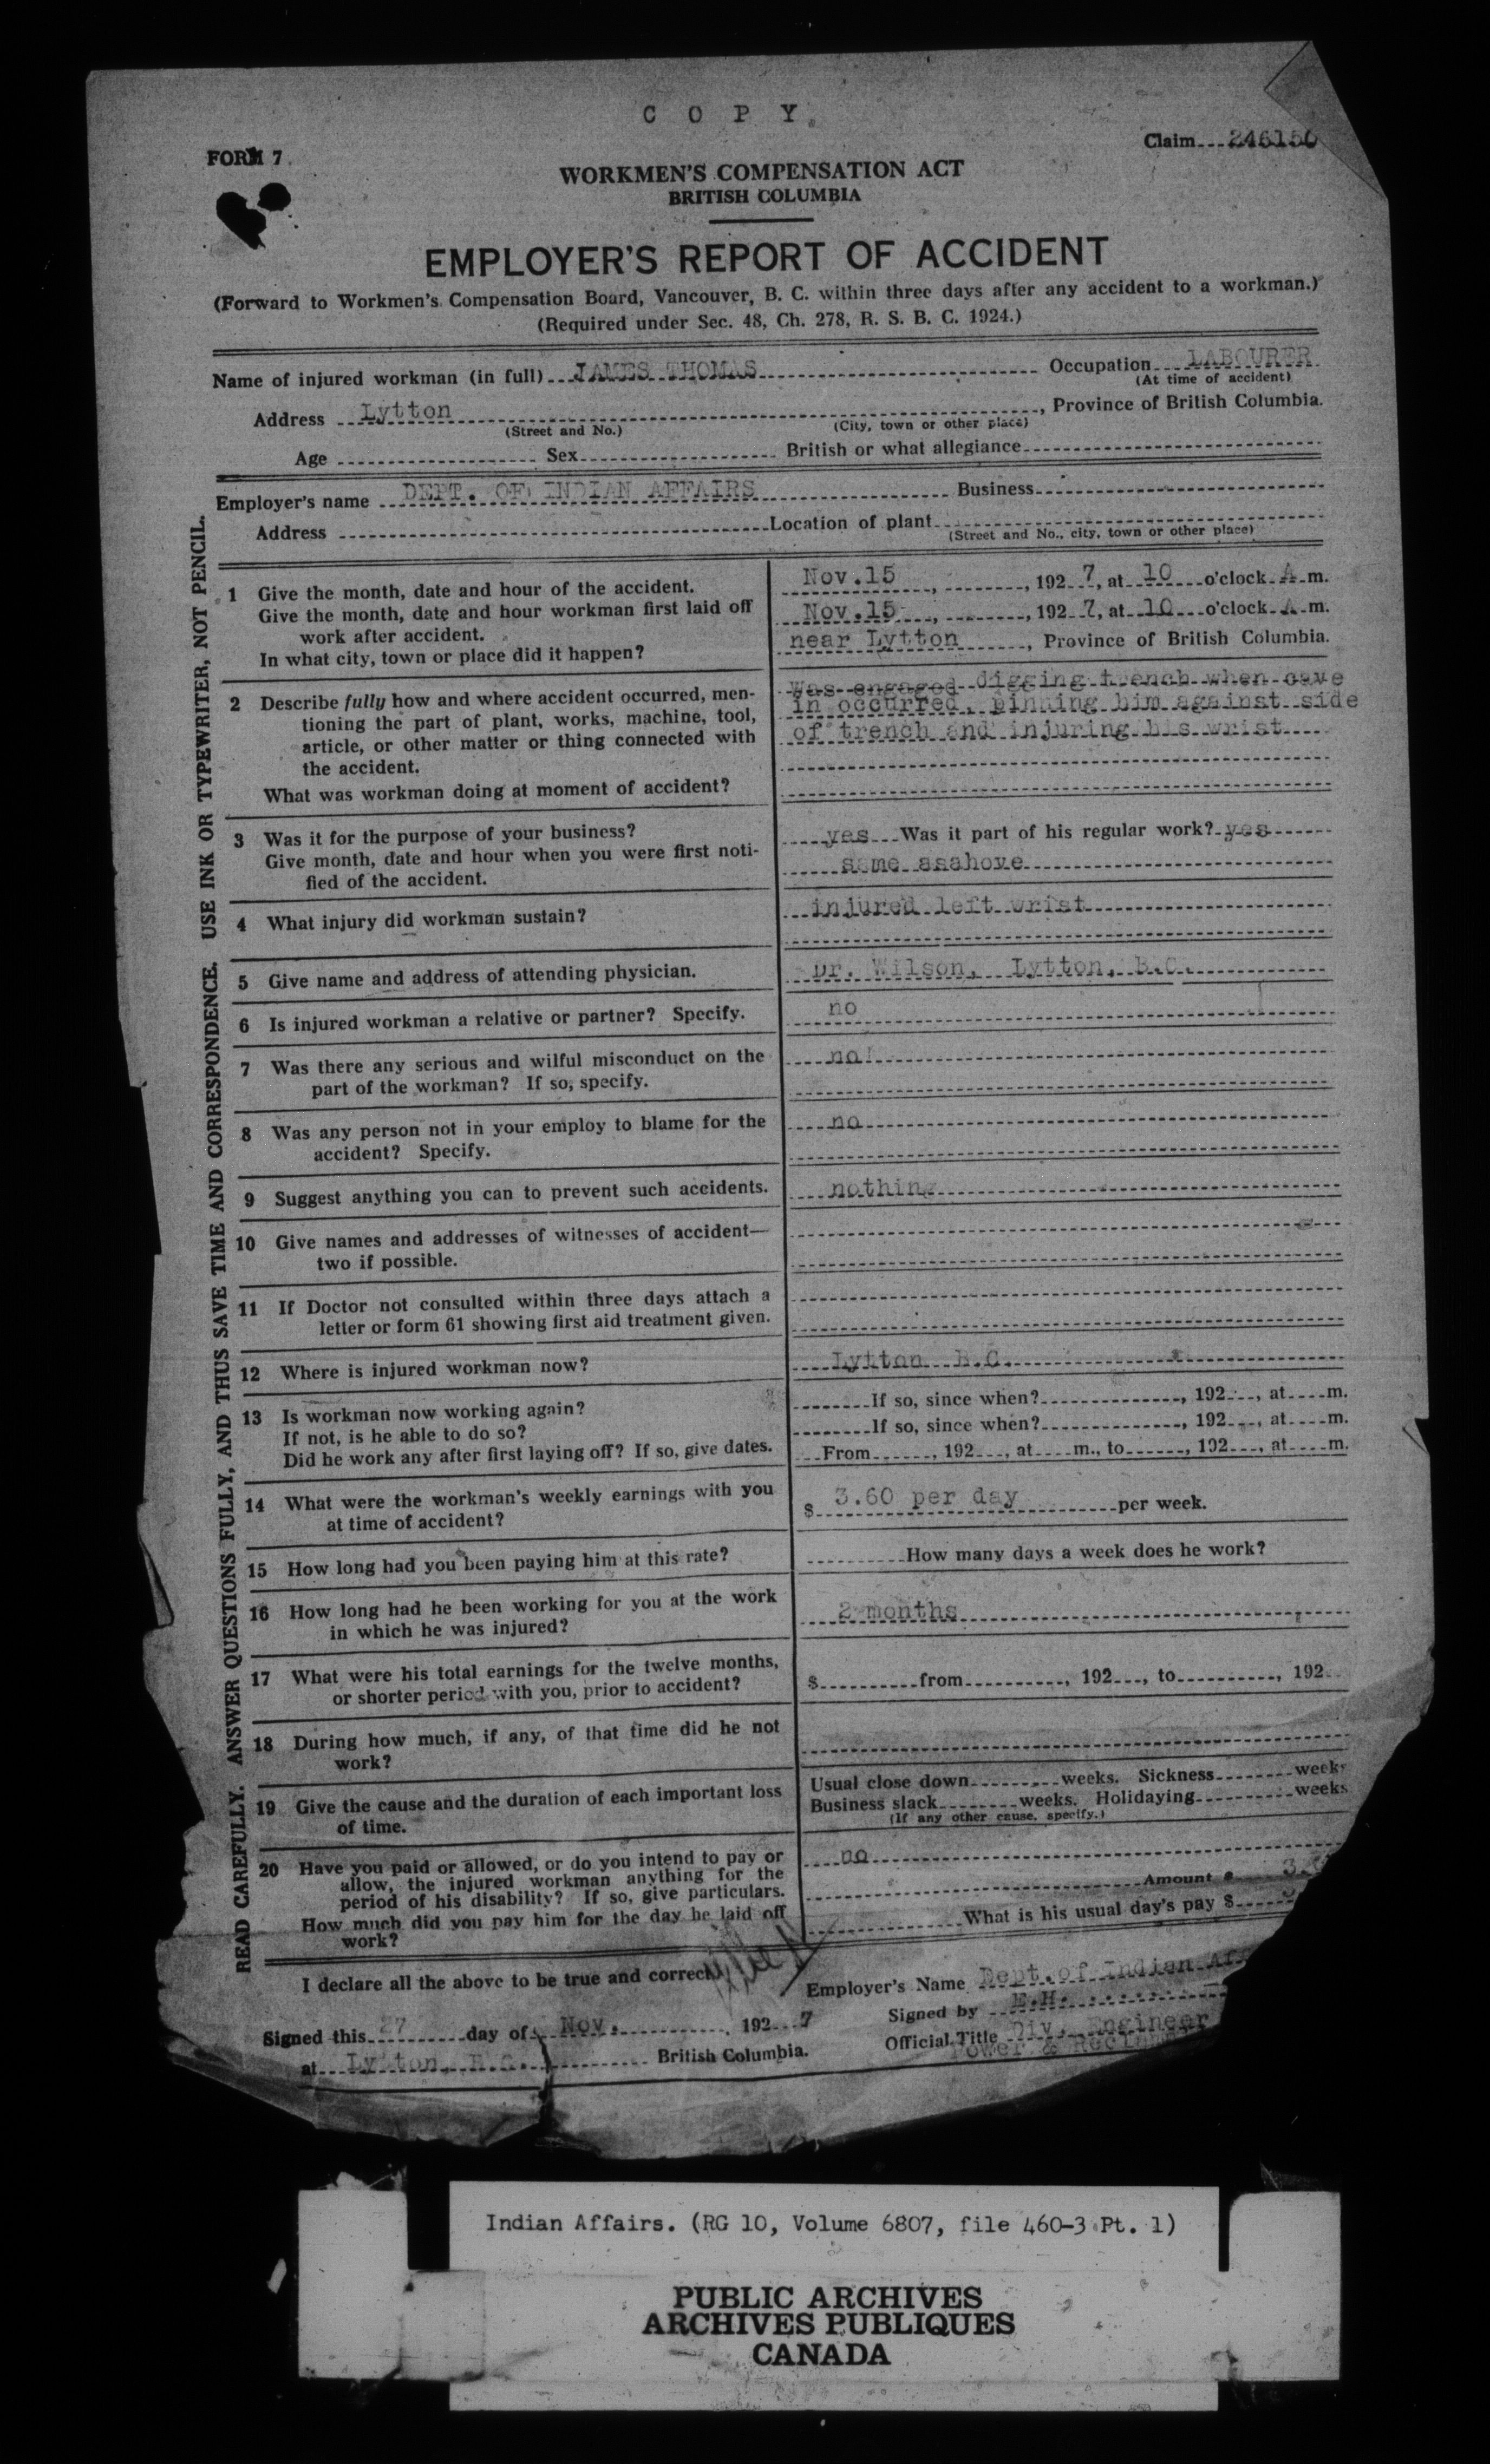 COPY
FORM 7
Claim 246150
WORKMEN'S COMPENSATION ACT
BRITISH COLUMBIA
EMPLOYER'S REPORT OF ACCIDENT
(Forward to Workmen's Compensation Board, Vancouver, B. C. within three days after any accident to a workman.)
(Required under Sec. 48, Ch. 278, R. S. B. C. 1924.)
Name of injured workman (in full) JAMES THOMAS Occupation LABOURER
(At time of accident)
Address Lytton, Province of British Columbia.
(Street and No.) (City, town or other place)
Age Sex British or what allegiance
Employer's name DEPT. OF INDIAN AFFAIRS Business
Address Location of plant
(Street and No., city, town or other place)
READ CAREFULLY. ANSWER QUESTIONS FULLY, AND THUS SAVE TIME AND CORRESPONDENCE. USE INK OR TYPEWRITER, NOT PENCIL.
1 Give the month, date and hour of the accident. Nov.15, , 192 7, at 10 o'clock A m.
Give the month, date and hour workman first laid off
work after accident. Nov.15, , 192 7, at 10 o'clock A m.
In what city, town or place did it happen? near Lytton, Province of British Columbia.
2 Describe fully how and where accident occurred, men-
tioning the part of plant, works, machine, tool,
article, or other matter or thing connected with
the accident.
What was workman doing at moment of accident?
Was engaged digging trench when cave
in occurred, pinning him against side
of trench and injuring his wrist
3 Was it for the purpose of your business? yes Was it part of his regular work? yes
Give month, date and hour when you were first noti-
fied of the accident. same asabove
4 What injury did workman sustain? injured left wrist
5 Give name and address of attending physician. Dr. Wilson, Lytton, B.C.
6 Is injured workman a relative or partner? Specify. no
7 Was there any serious and wilful misconduct on the
part of the workman? If so, specify. no
8 Was any person not in your employ to blame for the
accident? Specify. no
9 Suggest anything you can to prevent such accidents. nothing
10 Give names and addresses of witnesses of accident—
two if possible.
11 If Doctor not consulted within three days attach a
letter or form 61 showing first aid treatment given.
12 Where is injured workman now? Lytton B.C.
13 Is workman now working again? If so, since when? , 192 , at m.
If not, is he able to do so? If so, since when? , 192 , at m.
Did he work any after first laying off? If so, give dates. From , 192 , at m., to , 192 , at m.
14 What were the workman's weekly earnings with you
at time of accident? $ 3.60 per day per week.
15 How long had you been paying him at this rate? How many days a week does he work?
16 How long had he been working for you at the work
in which he was injured? 2 months
17 What were his total earnings for the twelve months,
or shorter period with you, prior to accident? $ from , 192 , to , 192
18 During how much, if any, of that time did he not
work?
19 Give the cause and the duration of each important loss
of time.
Usual close down weeks. Sickness weeks
Business slack weeks. Holidaying weeks
(If any other cause, specify.)
20 Have you paid or allowed, or do you intend to pay or
allow, the injured workman anything for the
period of his disability? If so, give particulars. no
How much did you pay him for the day he laid off
work?
Amount $ 3.
What is his usual day's pay $
I declare all the above to be true and correct.
Employer's Name Dept. of Indian Af
Signed this 27 day of Nov. , 192 7
Signed by E.H.
Official Title Div. Engineer
Power &
at Lytton, B.C. British Columbia.
Indian Affairs. (RG 10, Volume 6807, file 460-3 Pt. 1)
PUBLIC ARCHIVES
ARCHIVES PUBLIQUES
CANADA